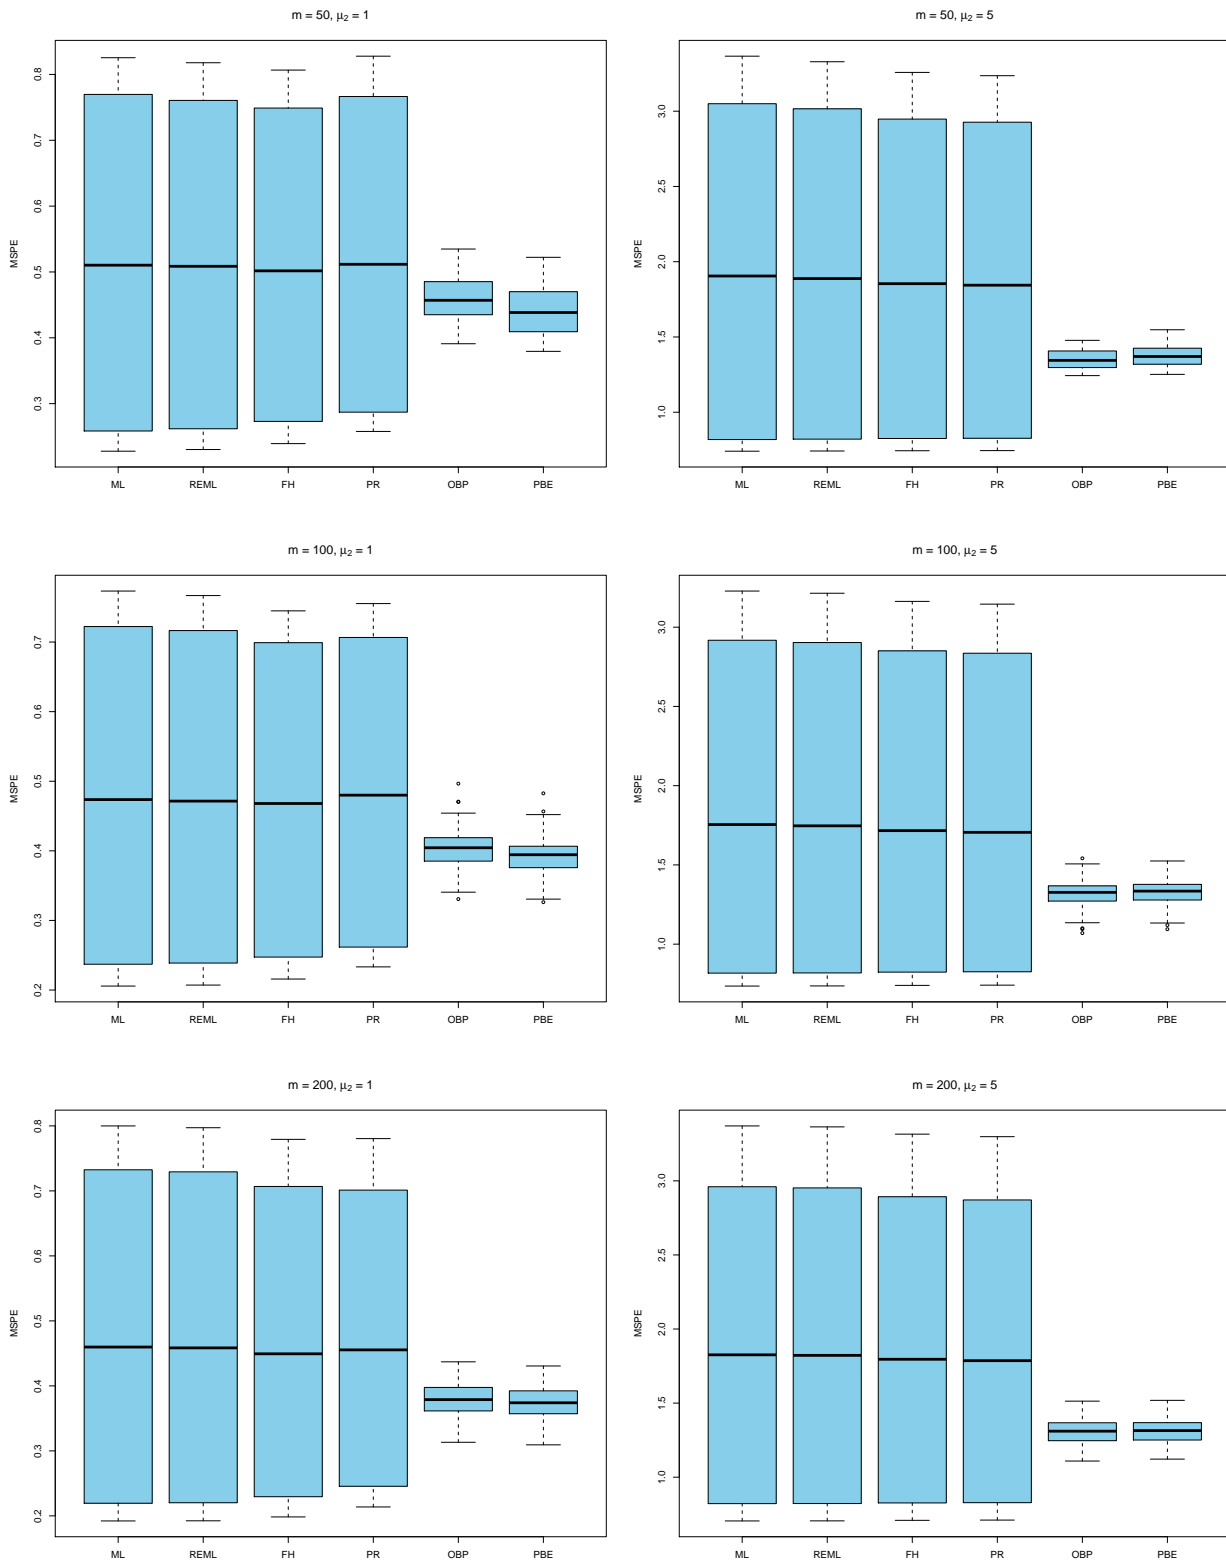 m = 50, μ₂ = 1
MSPE
0.3 0.4 0.5 0.6 0.7 0.8
ML REML FH PR OBP PBE
m = 50, μ₂ = 5
MSPE
1.0 1.5 2.0 2.5 3.0
ML REML FH PR OBP PBE
m = 100, μ₂ = 1
MSPE
0.2 0.3 0.4 0.5 0.6 0.7
ML REML FH PR OBP PBE
m = 100, μ₂ = 5
MSPE
1.0 1.5 2.0 2.5 3.0
ML REML FH PR OBP PBE
m = 200, μ₂ = 1
MSPE
0.2 0.3 0.4 0.5 0.6 0.7 0.8
ML REML FH PR OBP PBE
m = 200, μ₂ = 5
MSPE
1.0 1.5 2.0 2.5 3.0
ML REML FH PR OBP PBE